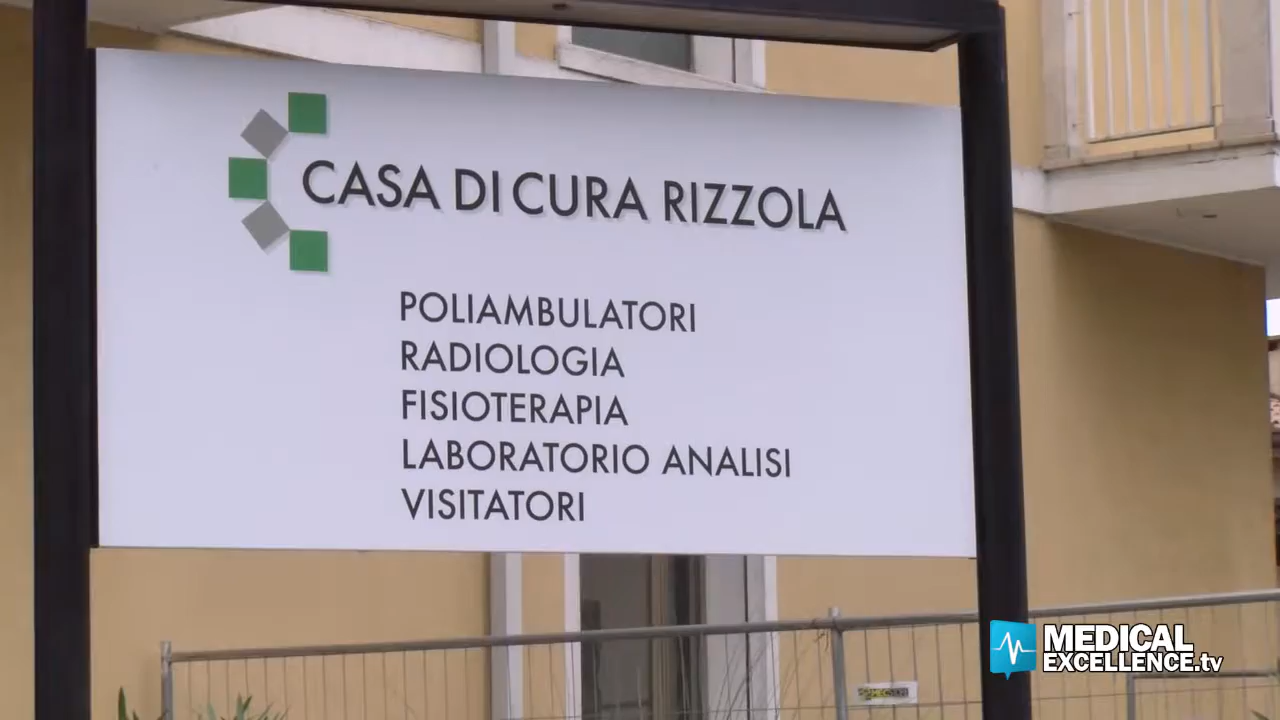 CASA DI CURA RIZZOLA
POLIAMBULATORI
RADIOLOGIA
FISIOTERAPIA
LABORATORIO ANALISI
VISITATORI
MEDICAL
EXCELLENCE.tv